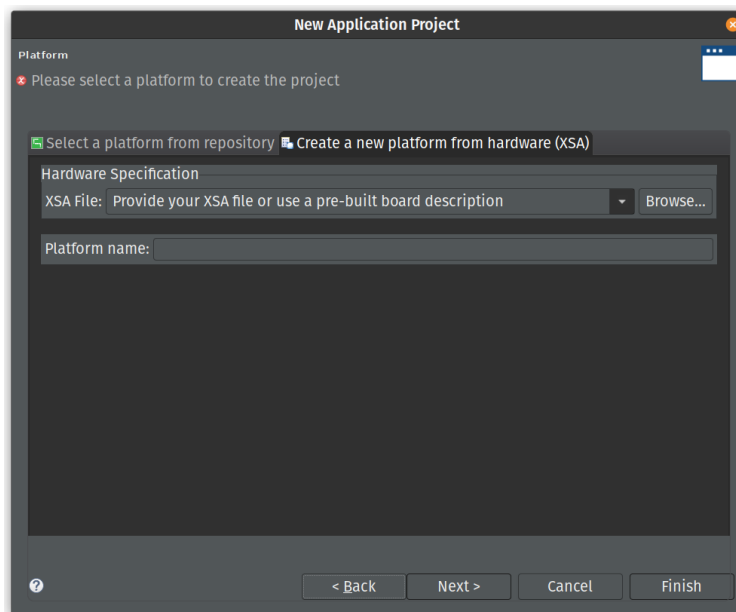 New Application Project
Platform
Please select a platform to create the project
Select a platform from repository Create a new platform from hardware (XSA)
Hardware Specification
XSA File: Provide your XSA file or use a pre-built board description Browse...
Platform name:
< Back Next > Cancel Finish